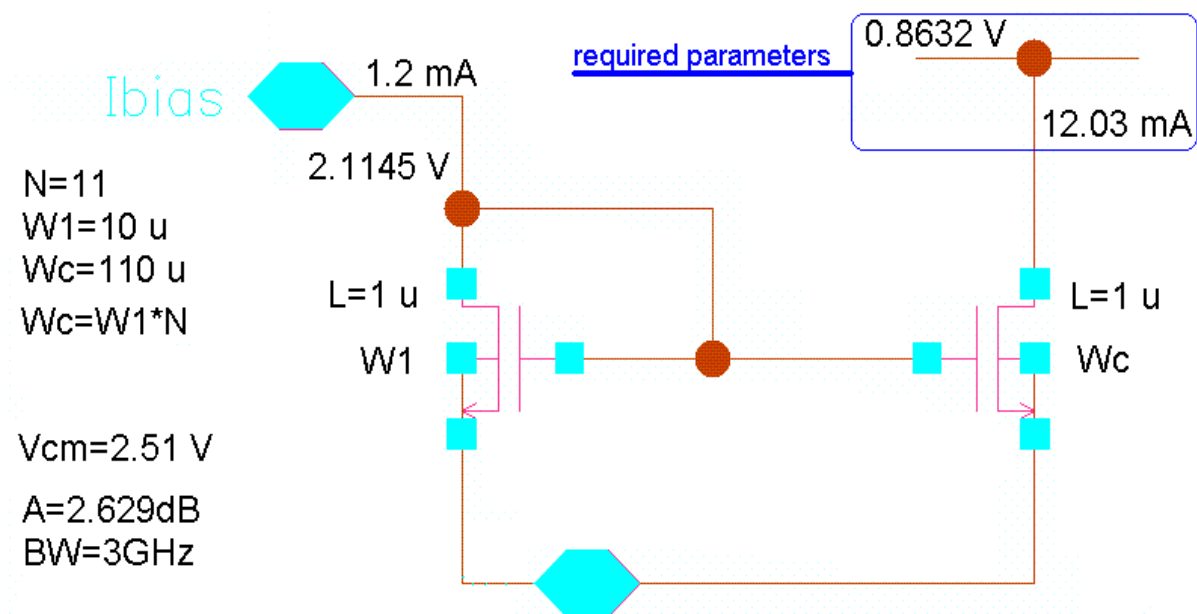 required parameters
0.8632 V
12.03 mA
Ibias
1.2 mA
2.1145 V
N=11
W1=10 u
Wc=110 u
Wc=W1*N
L=1 u
W1
L=1 u
Wc
Vcm=2.51 V
A=2.629dB
BW=3GHz